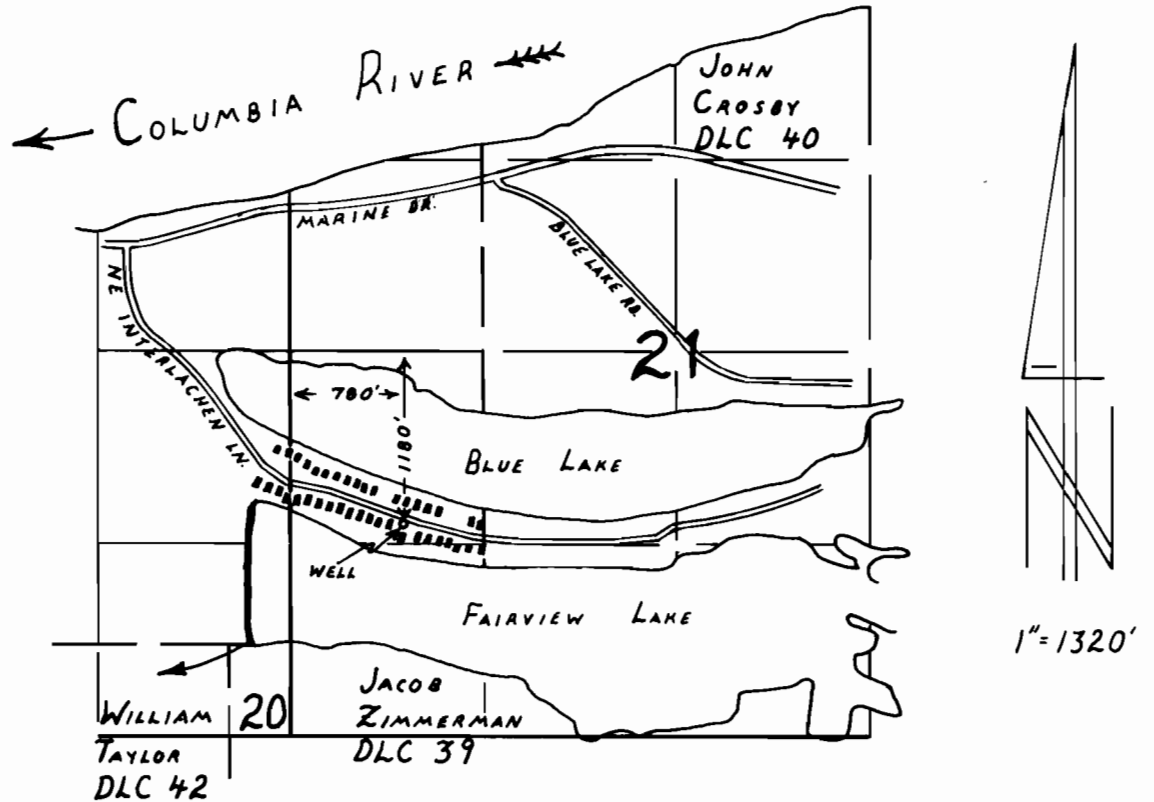 COLUMBIA RIVER
JOHN
CROSBY
DLC 40
MARINE DR.
BLUE LAKE RD.
NE INTERLACHEN LN.
21
780'
1180'
BLUE LAKE
WELL
FAIRVIEW LAKE
N
1"=1320'
WILLIAM
TAYLOR
DLC 42
20
JACOB
ZIMMERMAN
DLC 39